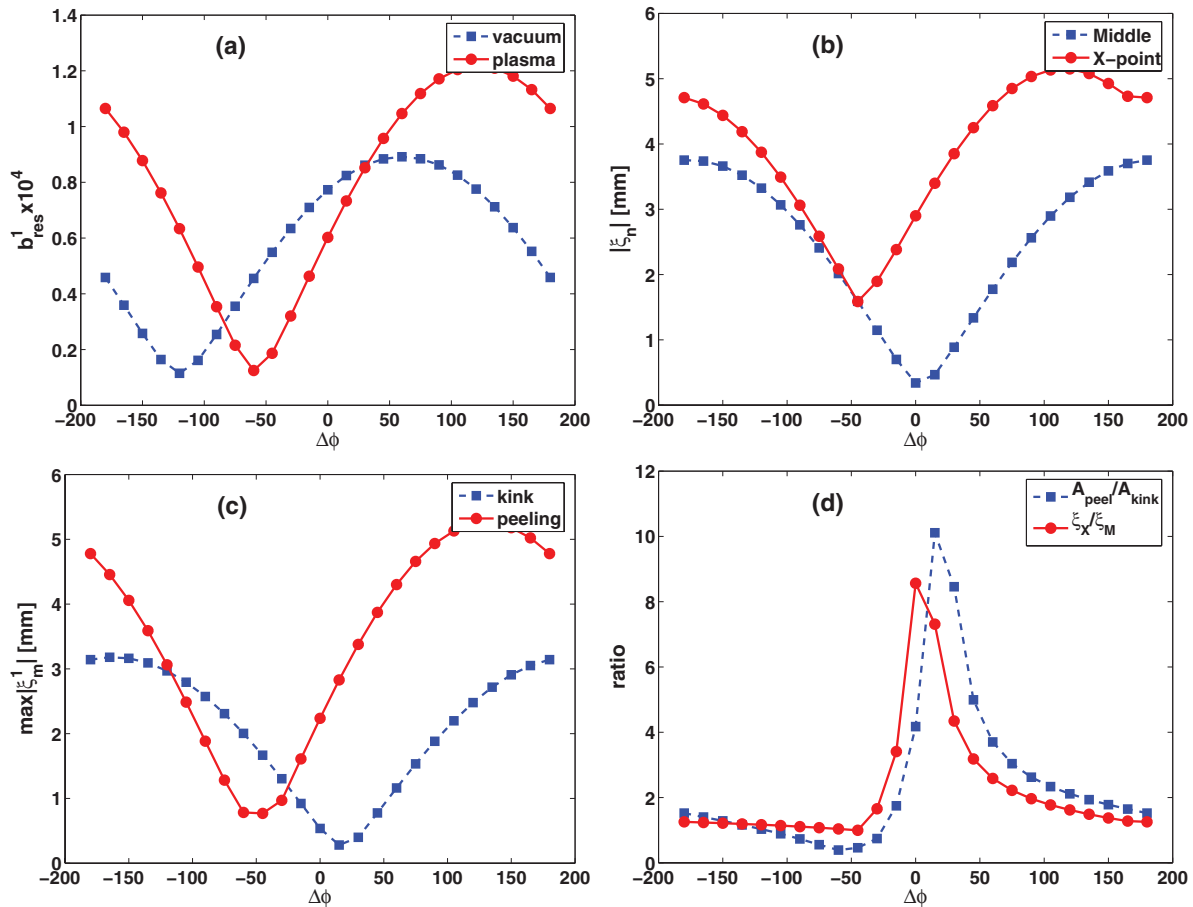 (a)
vacuum
plasma
b¹res x10⁴
1.4
1.2
1
0.8
0.6
0.4
0.2
0
−200 −150 −100 −50 0 50 100 150 200
Δϕ
(b)
Middle
X−point
|ξn| [mm]
6
5
4
3
2
1
0
−200 −150 −100 −50 0 50 100 150 200
Δϕ
(c)
kink
peeling
max|ξ¹m| [mm]
6
5
4
3
2
1
0
−200 −150 −100 −50 0 50 100 150 200
Δϕ
(d)
Apeel/Akink
ξX/ξM
ratio
12
10
8
6
4
2
0
−200 −150 −100 −50 0 50 100 150 200
Δϕ